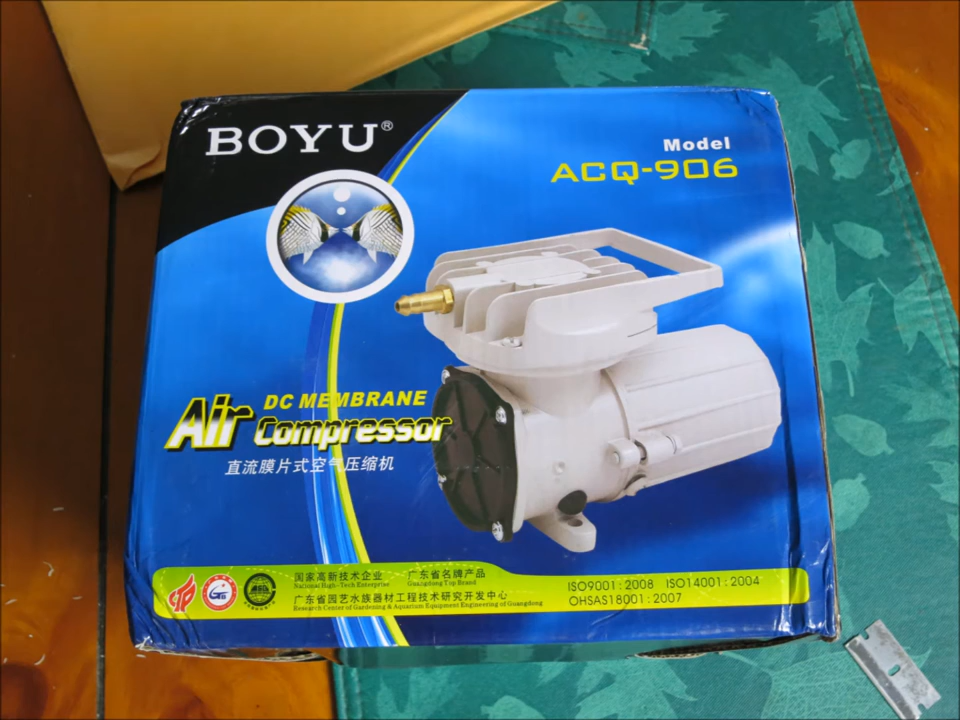 BOYU®
Model
ACQ-906
DC MEMBRANE
Air Compressor
直流膜片式空气压缩机
国家高新技术企业 广东省名牌产品
National High-Tech Enterprise Guangdong Top Brand
广东省园艺水族器材工程技术研究开发中心
Research Center of Gardening & Aquarium Equipment Engineering of Guangdong
ISO9001:2008 ISO14001:2004
OHSAS18001:2007